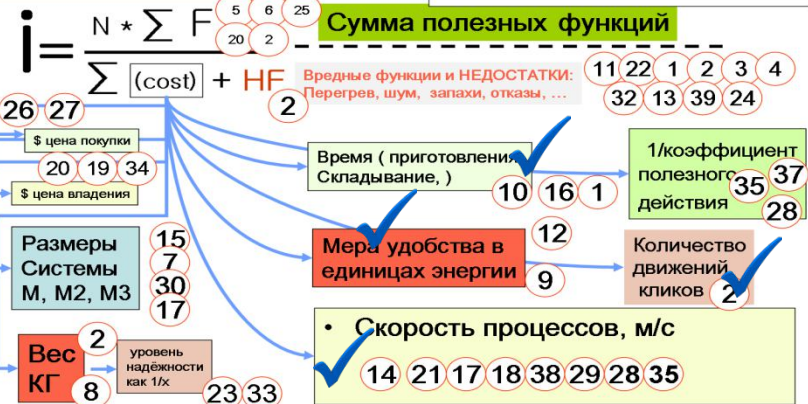 i=
N * ∑ F
5 6 25
20 2
Сумма полезных функций
∑ (cost) + HF
2
Вредные функции и НЕДОСТАТКИ:
Перегрев, шум, запахи, отказы, ...
11 22 1 2 3 4
32 13 39 24
26 27
$ цена покупки
20 19 34
$ цена владения
Время ( приготовления
Складывание, )
10 16 1
1/коэффициент
полезного
действия
35 37
28
Размеры
Системы
М, М2, М3
15
7
30
17
Мера удобства в
единицах энергии
12
9
Количество
движений
кликов
2
Вес
КГ
2
8
уровень
надёжности
как 1/х
23 33
• Скорость процессов, м/с
14 21 17 18 38 29 28 35